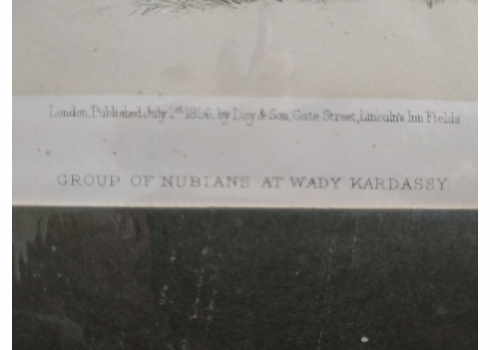 London, Published July 1st 1856, by Day & Son, Gate Street, Lincoln's Inn Fields
GROUP OF NUBIANS AT WADY KARDASSY.